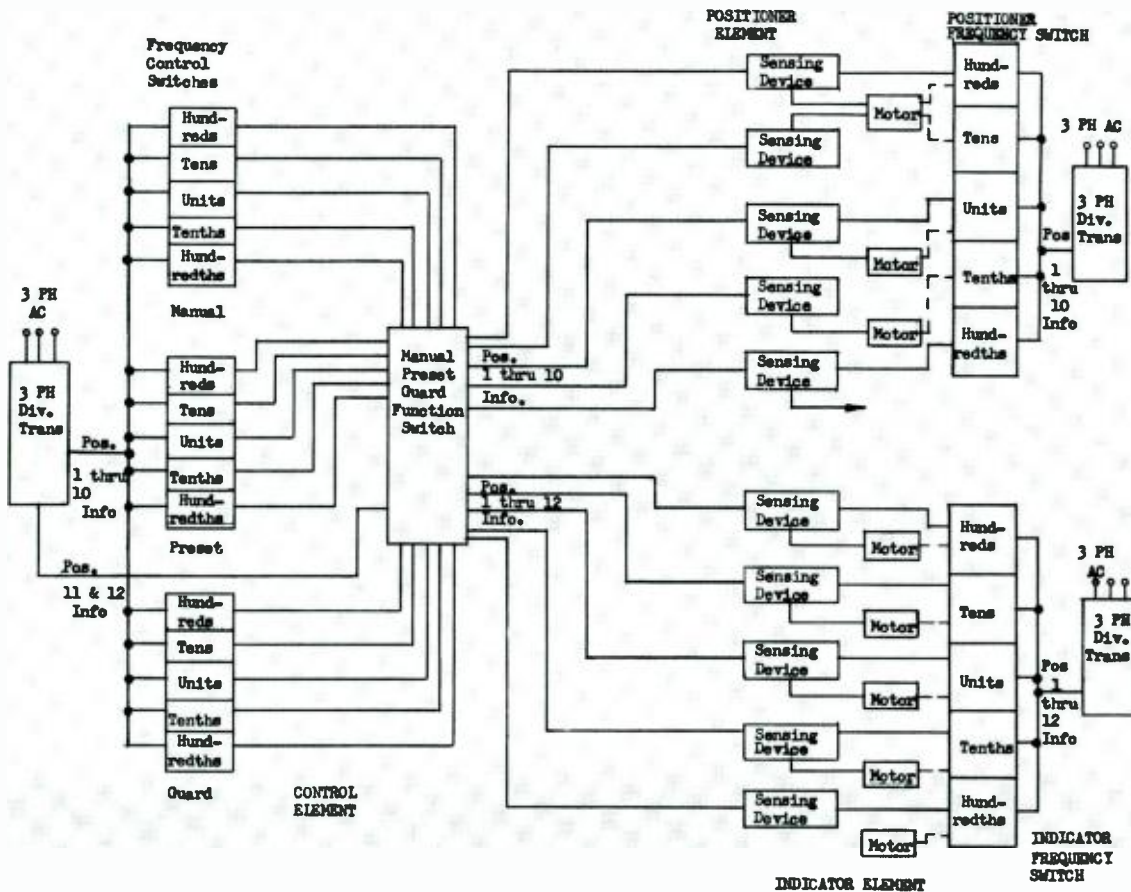 Frequency
Control
Switches
Hund-
reds
Tens
Units
Tenths
Hund-
redths
Manual
3 PH
AC
3 PH
Div.
Trans
Pos.
1 thru
10
Info
Pos.
11 & 12
Info
Hund-
reds
Tens
Units
Tenths
Hund-
redths
Preset
Hund-
reds
Tens
Units
Tenths
Hund-
redths
Guard
CONTROL
ELEMENT
Manual
Preset
Guard
Function
Switch
Pos.
1 thru 10
Info.
Pos.
1 thru 12
Info.
POSITIONER
ELEMENT
Sensing
Device
Motor
Sensing
Device
Sensing
Device
Motor
Sensing
Device
Motor
Sensing
Device
POSITIONER
FREQUENCY SWITCH
Hund-
reds
Tens
Units
Tenths
Hund-
redths
3 PH AC
3 PH
Div.
Trans
Pos
1
thru
10
Info
Sensing
Device
Motor
Sensing
Device
Motor
Sensing
Device
Motor
Sensing
Device
Motor
Sensing
Device
Motor
INDICATOR ELEMENT
Hund-
reds
Tens
Units
Tenths
Hund-
redths
3 PH
AC
3 PH
Div.
Trans
Pos
1
thru
12
Info
INDICATOR
FREQUENCY
SWITCH